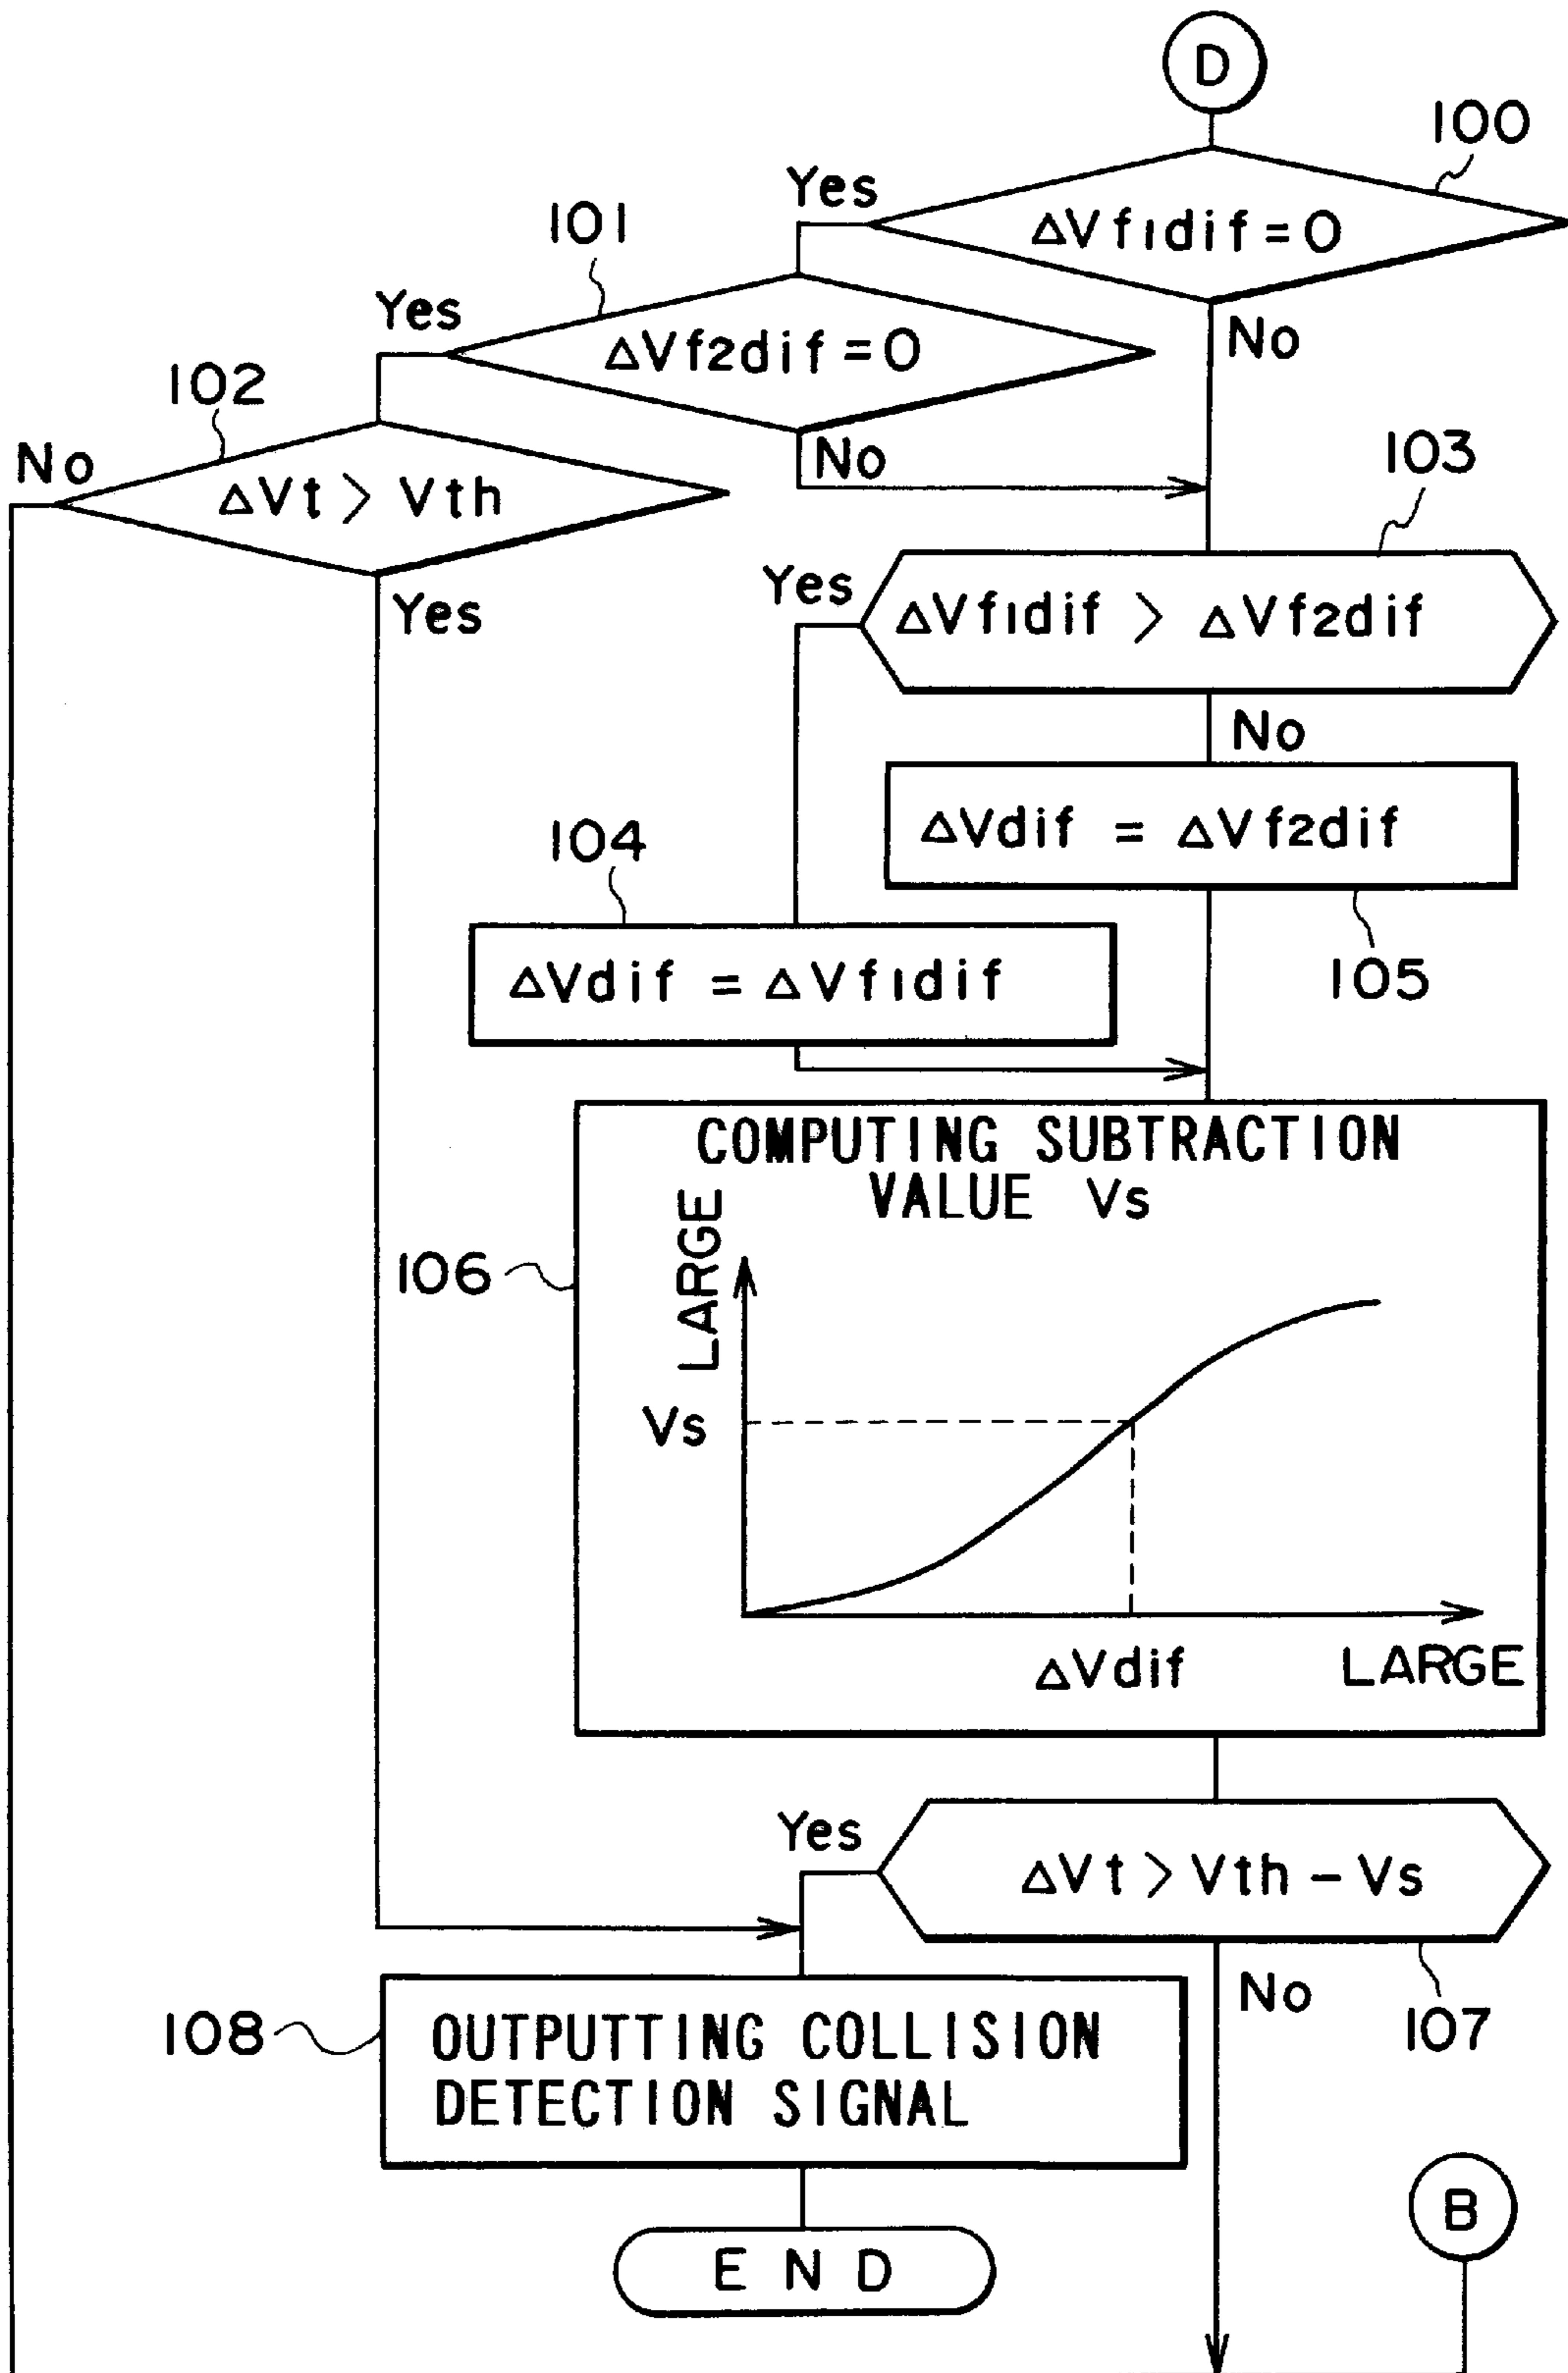 D
100
Yes
ΔVf1dif=0
101
No
Yes
ΔVf2dif=0
102
No
No
ΔVt > Vth
103
Yes
Yes
ΔVf1dif > ΔVf2dif
No
ΔVdif = ΔVf2dif
104
105
ΔVdif = ΔVf1dif
COMPUTING SUBTRACTION
VALUE Vs
LARGE
106
Vs
ΔVdif
LARGE
Yes
ΔVt > Vth - Vs
No
107
108
OUTPUTTING COLLISION
DETECTION SIGNAL
B
END